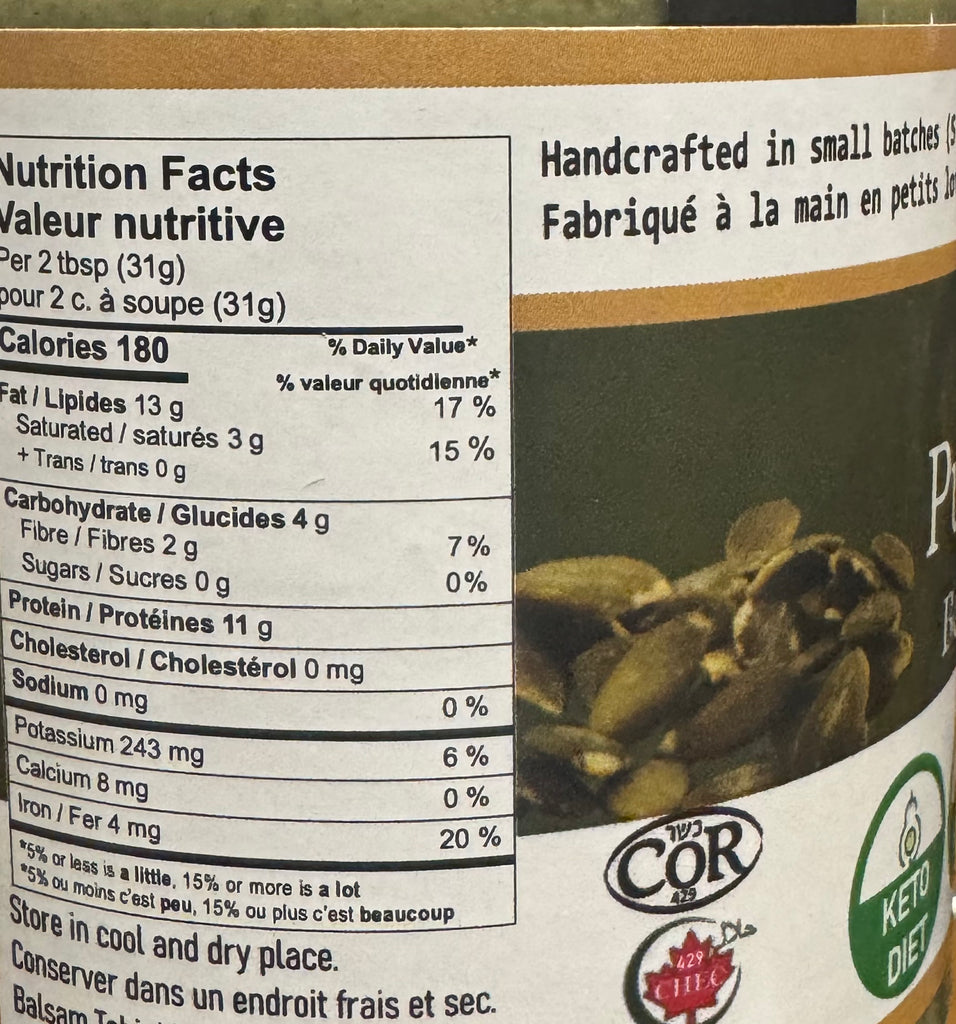 Nutrition Facts
Valeur nutritive
Per 2 tbsp (31g)
pour 2 c. à soupe (31g)
Calories 180
% Daily Value*
% valeur quotidienne*
Fat / Lipides 13 g 17 %
Saturated / saturés 3 g 15 %
+ Trans / trans 0 g
Carbohydrate / Glucides 4 g
Fibre / Fibres 2 g 7 %
Sugars / Sucres 0 g 0%
Protein / Protéines 11 g
Cholesterol / Cholestérol 0 mg
Sodium 0 mg 0 %
Potassium 243 mg 6 %
Calcium 8 mg 0 %
Iron / Fer 4 mg 20 %
*5% or less is a little, 15% or more is a lot
*5% ou moins c'est peu, 15% ou plus c'est beaucoup
Store in cool and dry place.
Conserver dans un endroit frais et sec.
Balsam
Handcrafted in small batches
Fabriqué à la main en petits
כשר
COR
429
حلال
429
CHFC
KETO
DIET